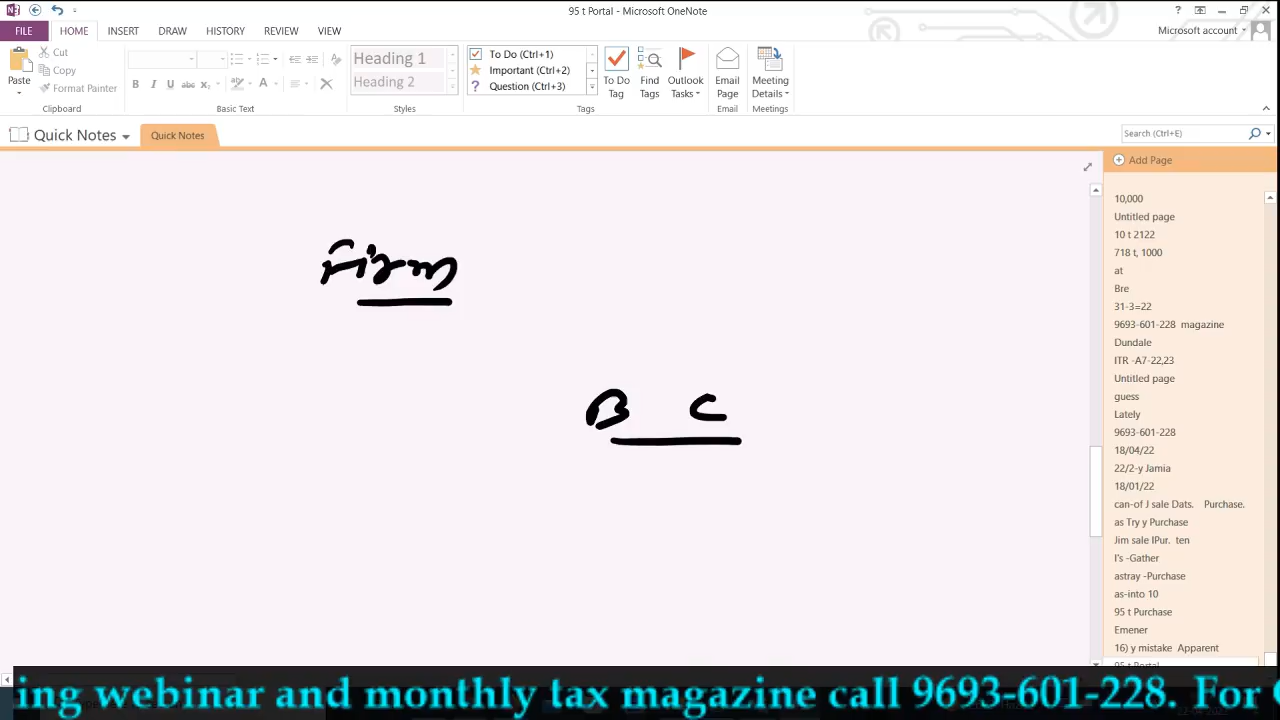 95 t Portal - Microsoft OneNote
FILE HOME INSERT DRAW HISTORY REVIEW VIEW
Microsoft account
Paste
Cut
Copy
Format Painter
Clipboard
B I U abc X₂ A
Basic Text
Heading 1
Heading 2
Styles
To Do (Ctrl+1)
Important (Ctrl+2)
Question (Ctrl+3)
To Do Tag
Find Tags
Outlook Tasks
Tags
Email Page
Email
Meeting Details
Meetings
Quick Notes
Quick Notes
Search (Ctrl+E)
Add Page
10,000
Untitled page
10 t 2122
718 t, 1000
at
Bre
31-3=22
9693-601-228 magazine
Dundale
ITR -A7-22,23
Untitled page
guess
Lately
9693-601-228
18/04/22
22/2-y Jamia
18/01/22
can-of J sale Dats. Purchase.
as Try y Purchase
Jim sale IPur. ten
I's -Gather
astray -Purchase
as-into 10
95 t Purchase
Emener
16) y mistake Apparent
95 t Portal
Firm
B C
ing webinar and monthly tax magazine call 9693-601-228. For